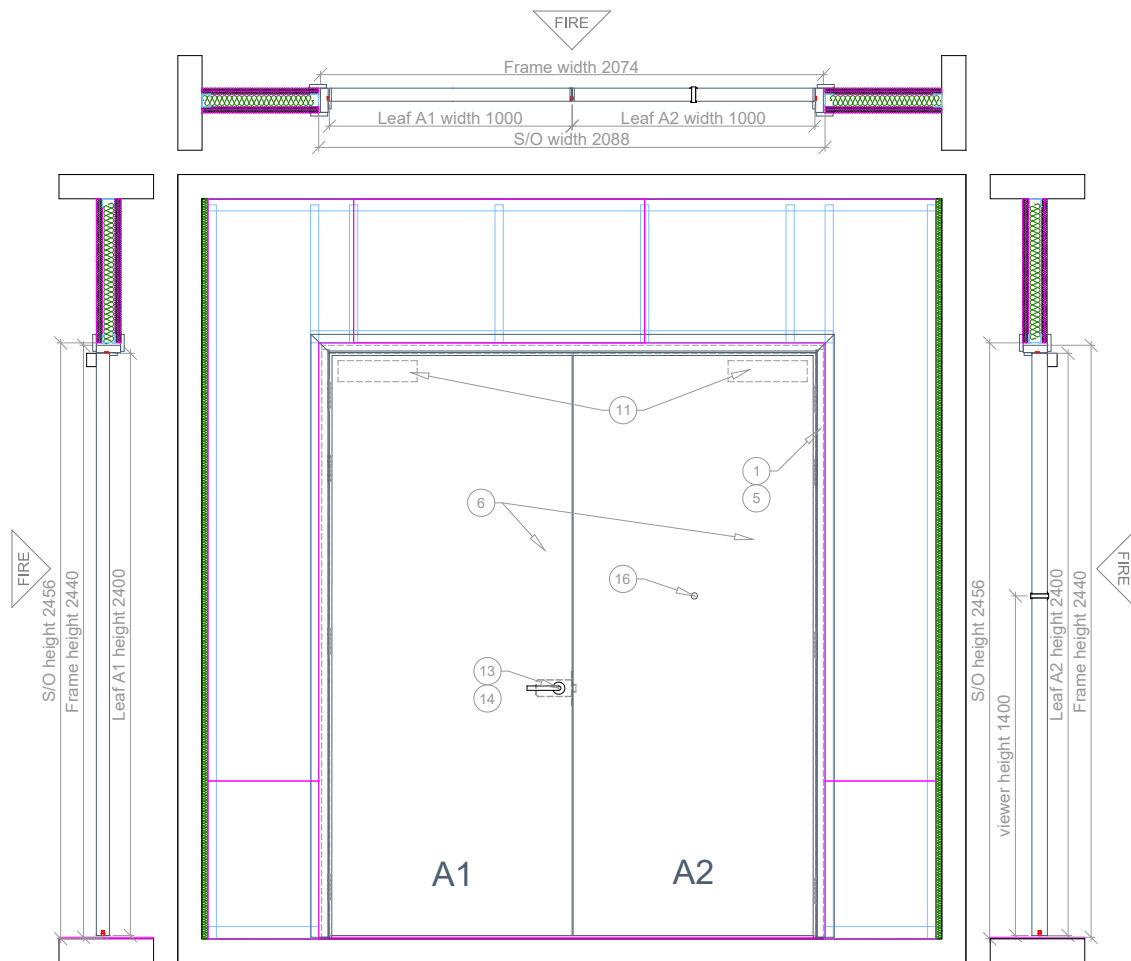 FIRE
Frame width 2074
Leaf A1 width 1000
Leaf A2 width 1000
S/O width 2088
11
1
5
6
16
13
14
A1
A2
FIRE
S/O height 2456
Frame height 2440
Leaf A1 height 2400
S/O height 2456
viewer height 1400
Leaf A2 height 2400
Frame height 2440
FIRE